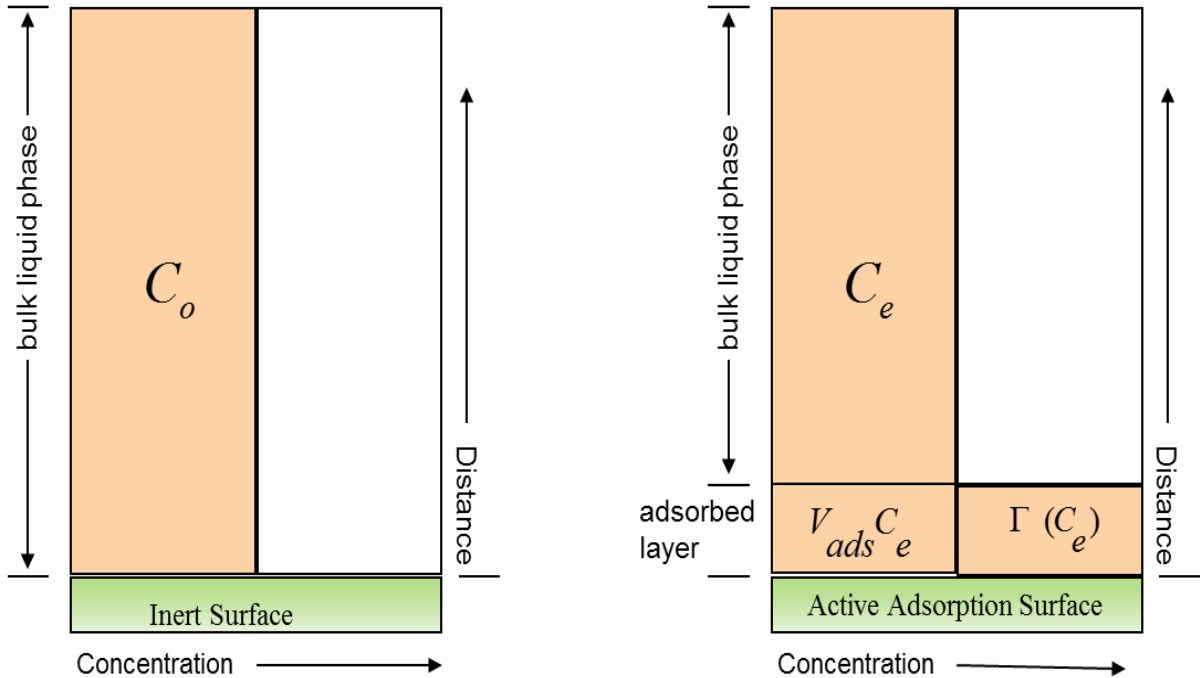 bulk liquid phase
C_o
Distance
Inert Surface
Concentration
bulk liquid phase
C_e
adsorbed
layer
V_ads C_e
Γ (C_e)
Distance
Active Adsorption Surface
Concentration